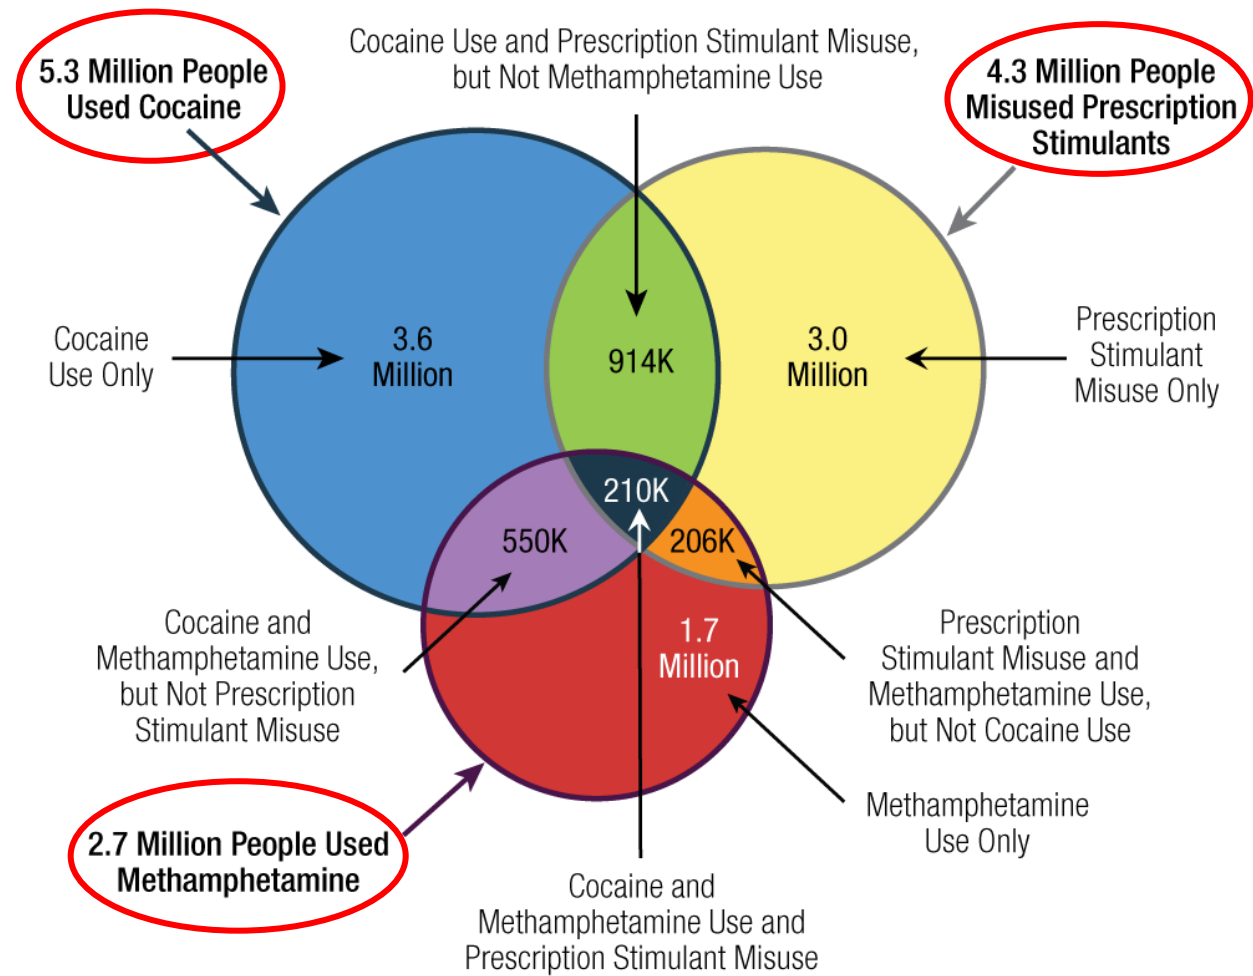 5.3 Million People
Used Cocaine
Cocaine Use and Prescription Stimulant Misuse,
but Not Methamphetamine Use
4.3 Million People
Misused Prescription
Stimulants
Cocaine
Use Only
3.6
Million
914K
3.0
Million
Prescription
Stimulant
Misuse Only
210K
550K
206K
1.7
Million
Cocaine and
Methamphetamine Use,
but Not Prescription
Stimulant Misuse
Prescription
Stimulant Misuse and
Methamphetamine Use,
but Not Cocaine Use
Methamphetamine
Use Only
2.7 Million People Used
Methamphetamine
Cocaine and
Methamphetamine Use and
Prescription Stimulant Misuse